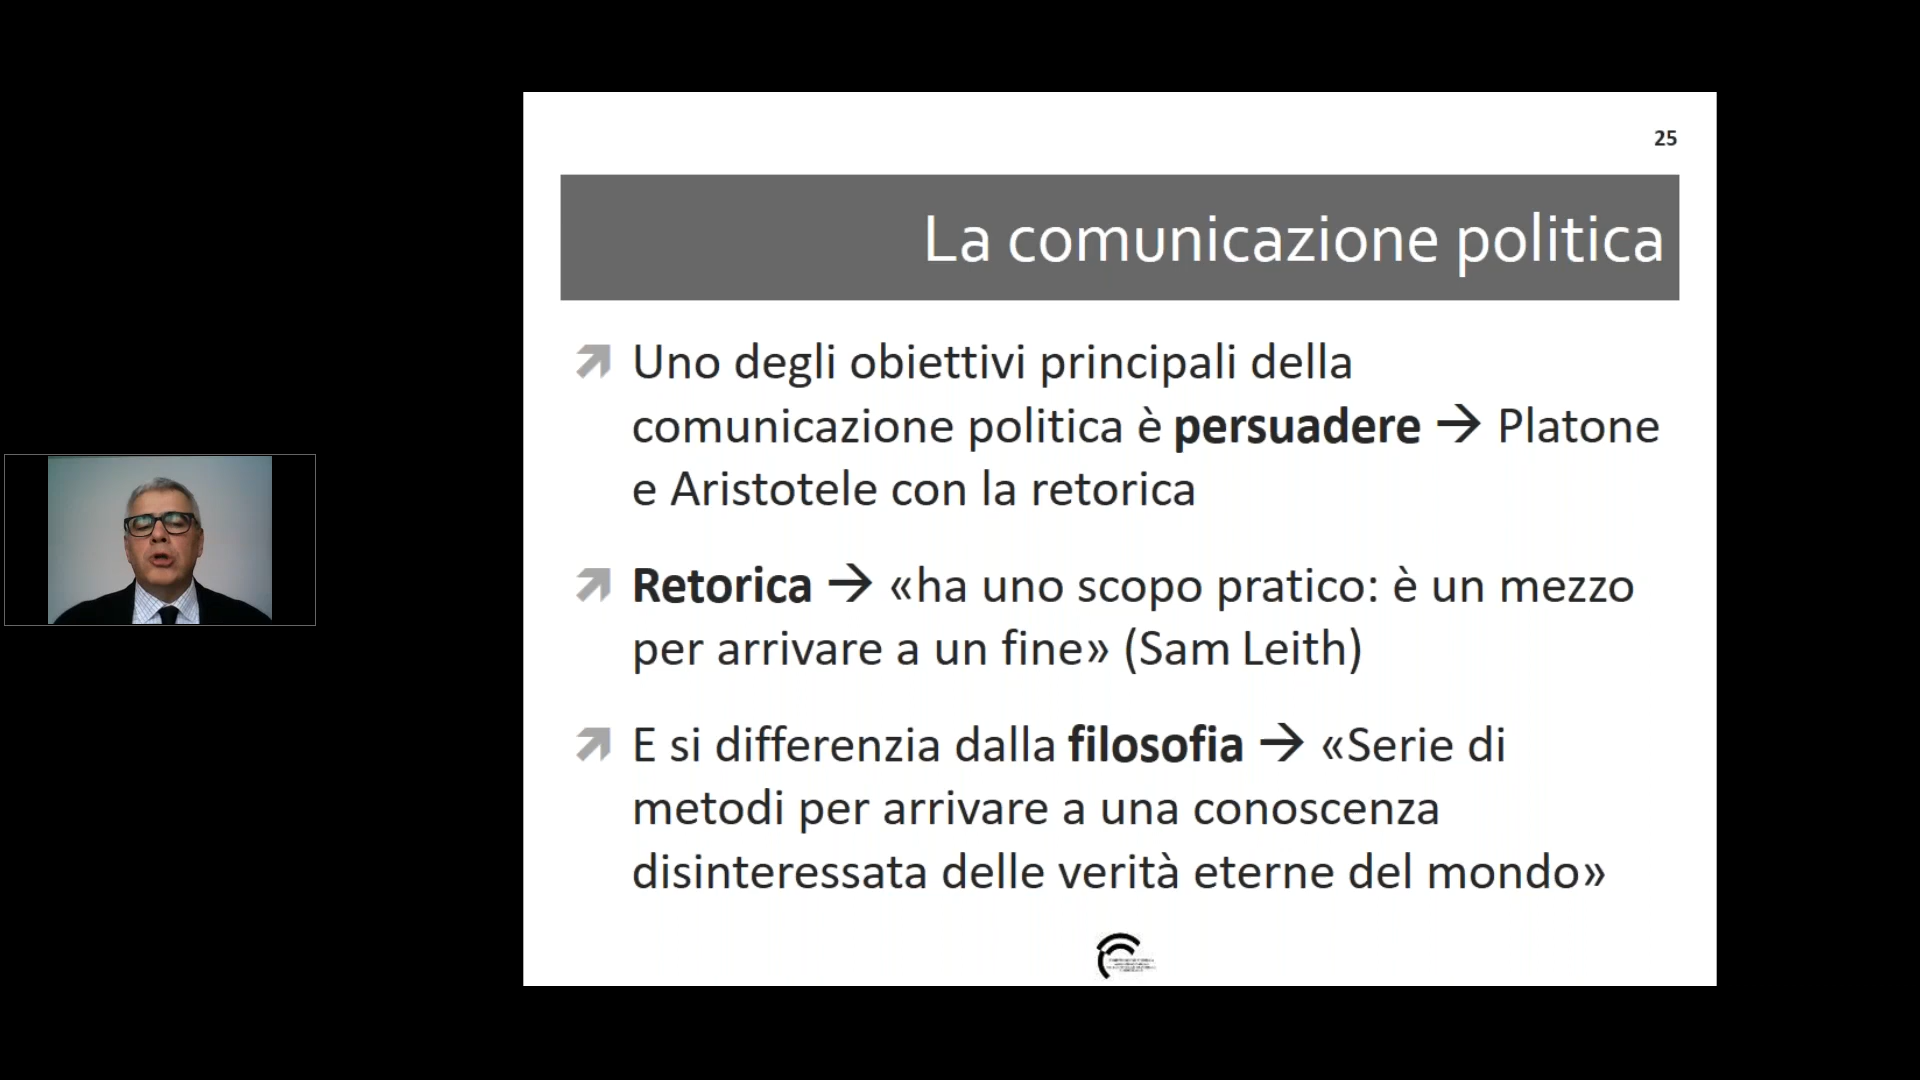 25
La comunicazione politica
Uno degli obiettivi principali della
comunicazione politica è persuadere → Platone
e Aristotele con la retorica
Retorica → «ha uno scopo pratico: è un mezzo
per arrivare a un fine» (Sam Leith)
E si differenzia dalla filosofia → «Serie di
metodi per arrivare a una conoscenza
disinteressata delle verità eterne del mondo»